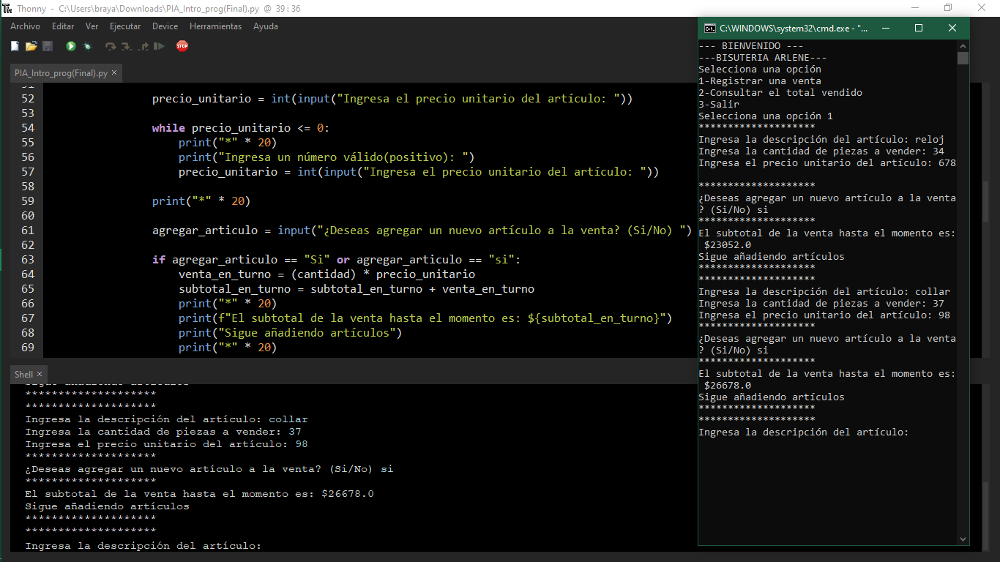 Thonny - C:\Users\braya\Downloads\PIA_Intro_prog(Final).py @ 39:36
Archivo Editar Ver Ejecutar Device Herramientas Ayuda
STOP
PIA_Intro_prog(Final).py ×
51
52 precio_unitario = int(input("Ingresa el precio unitario del artículo: "))
53
54 while precio_unitario <= 0:
55 print("*" * 20)
56 print("Ingresa un número válido(positivo): ")
57 precio_unitario = int(input("Ingresa el precio unitario del artículo: "))
58
59 print("*" * 20)
60
61 agregar_articulo = input("¿Deseas agregar un nuevo artículo a la venta? (Si/No) ")
62
63 if agregar_articulo == "Si" or agregar_articulo == "si":
64 venta_en_turno = (cantidad) * precio_unitario
65 subtotal_en_turno = subtotal_en_turno + venta_en_turno
66 print("*" * 20)
67 print(f"El subtotal de la venta hasta el momento es: ${subtotal_en_turno}")
68 print("Sigue añadiendo artículos")
69 print("*" * 20)
Shell ×
Sigue añadiendo artículos
********************
********************
Ingresa la descripción del artículo: collar
Ingresa la cantidad de piezas a vender: 37
Ingresa el precio unitario del artículo: 98
********************
¿Deseas agregar un nuevo artículo a la venta? (Si/No) si
********************
El subtotal de la venta hasta el momento es: $26678.0
Sigue añadiendo artículos
********************
********************
Ingresa la descripción del artículo:
C:\WINDOWS\system32\cmd.exe - "...
--- BIENVENIDO ---
---BISUTERIA ARLENE---
Selecciona una opción
1-Registrar una venta
2-Consultar el total vendido
3-Salir
Selecciona una opción 1
********************
Ingresa la descripción del artículo: reloj
Ingresa la cantidad de piezas a vender: 34
Ingresa el precio unitario del artículo: 678
********************
¿Deseas agregar un nuevo artículo a la venta
? (Si/No) si
********************
El subtotal de la venta hasta el momento es:
$23052.0
Sigue añadiendo artículos
********************
********************
Ingresa la descripción del artículo: collar
Ingresa la cantidad de piezas a vender: 37
Ingresa el precio unitario del artículo: 98
********************
¿Deseas agregar un nuevo artículo a la venta
? (Si/No) si
********************
El subtotal de la venta hasta el momento es:
$26678.0
Sigue añadiendo artículos
********************
********************
Ingresa la descripción del artículo: